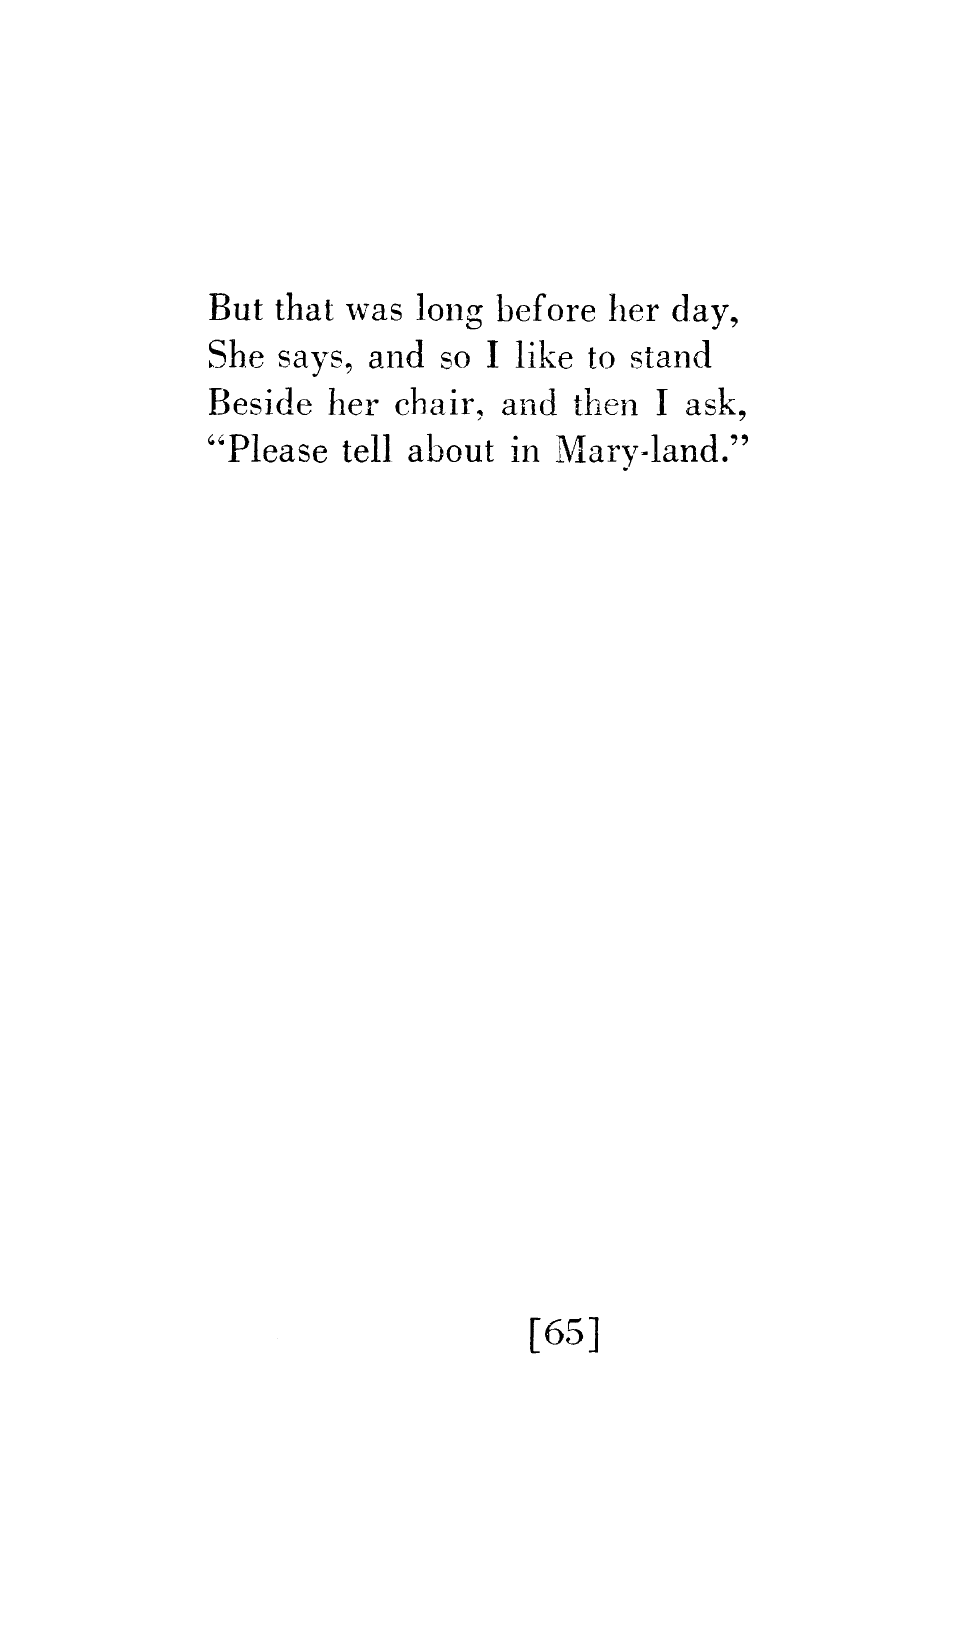 But that was long before her day,
She says, and so I like to stand
Beside her chair, and then I ask,
“Please tell about in Mary-land.”
[65]